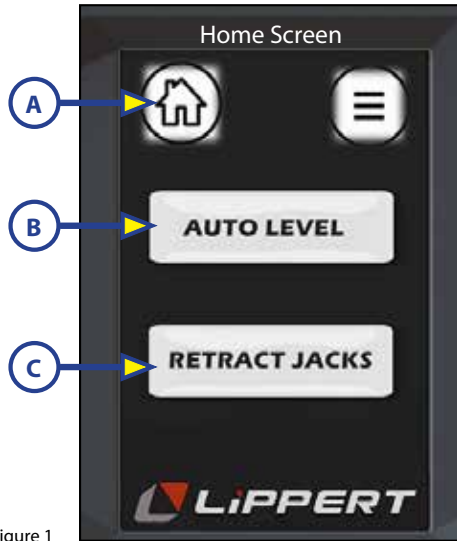 Home Screen
A
B
AUTO LEVEL
C
RETRACT JACKS
LiPPERT
igure 1